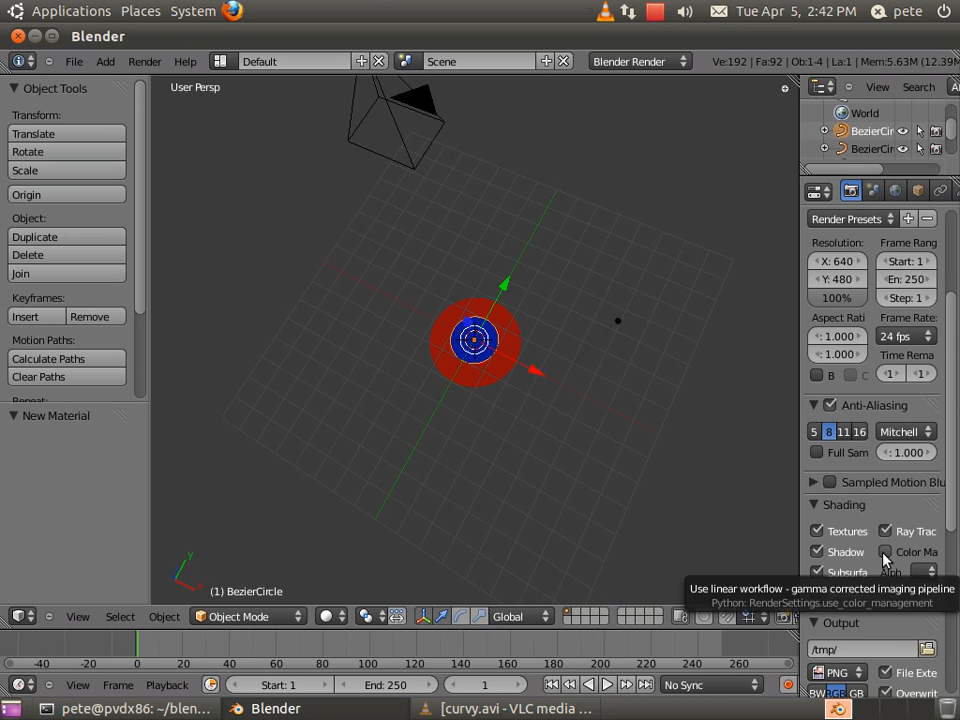 Applications Places System Tue Apr 5, 2:42 PM pete
Blender
File Add Render Help Default Scene Blender Render Ve:192 | Fa:92 | Ob:1-4 | La:1 | Mem:5.63M (12.39M
Object Tools
Transform:
Translate
Rotate
Scale
Origin
Object:
Duplicate
Delete
Join
Keyframes:
Insert Remove
Motion Paths:
Calculate Paths
Clear Paths
Repeat:
New Material
User Persp
y
(1) BezierCircle
View Search
World
BezierCir
BezierCir
Render Presets
Resolution: Frame Rang
X: 640 Start: 1
Y: 480 En: 250
100% Step: 1
Aspect Rati Frame Rate:
: 1.000 24 fps
: 1.000 Time Rema
B C 1 1
Anti-Aliasing
5 8 11 16 Mitchell
Full Sam : 1.000
Sampled Motion Blu
Shading
Textures Ray Trac
Shadow Color Ma
Subsurfa Alph
Use linear workflow - gamma corrected imaging pipeline
Python: RenderSettings.use_color_management
Output
/tmp/
PNG File Exte
BW RGB GB Overwrit
View Select Object Object Mode Global
-40 -20 0 20 40 60 80 100 120 140 160 180 200 220 240 260
View Frame Playback Start: 1 End: 250 1 No Sync
pete@pvdx86: ~/blen... Blender [curvy.avi - VLC media ...